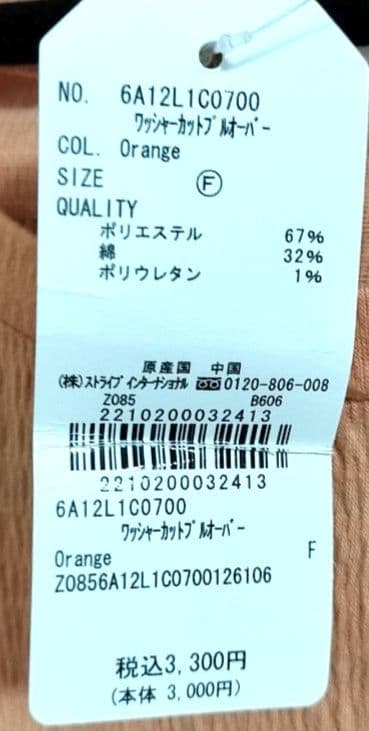 NO. 6A12L1C0700
ワッシャーカットプルオーバー
COL. Orange
SIZE Ⓕ
QUALITY
ポリエステル 67%
綿 32%
ポリウレタン 1%
原産国 中国
(株)ストライプインターナショナル 0120-806-008
Z085 B606
2210200032413
2210200032413
6A12L1C0700
ワッシャーカットプルオーバー
Orange F
Z0856A12L1C0700126106
税込3,300円
(本体 3,000円)